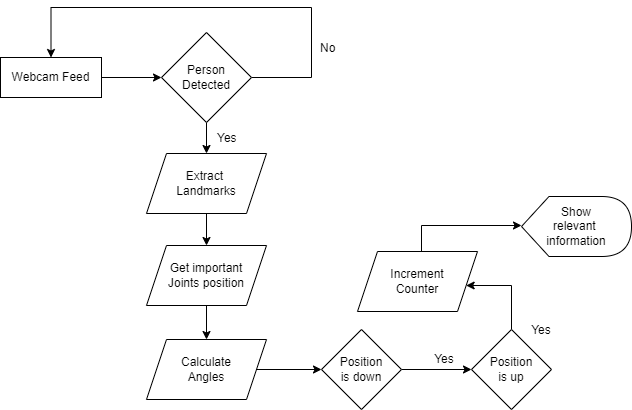 No
Webcam Feed
Person
Detected
Yes
Extract
Landmarks
Show
relevant
information
Get important
Joints position
Increment
Counter
Yes
Calculate
Angles
Position
is down
Yes
Position
is up